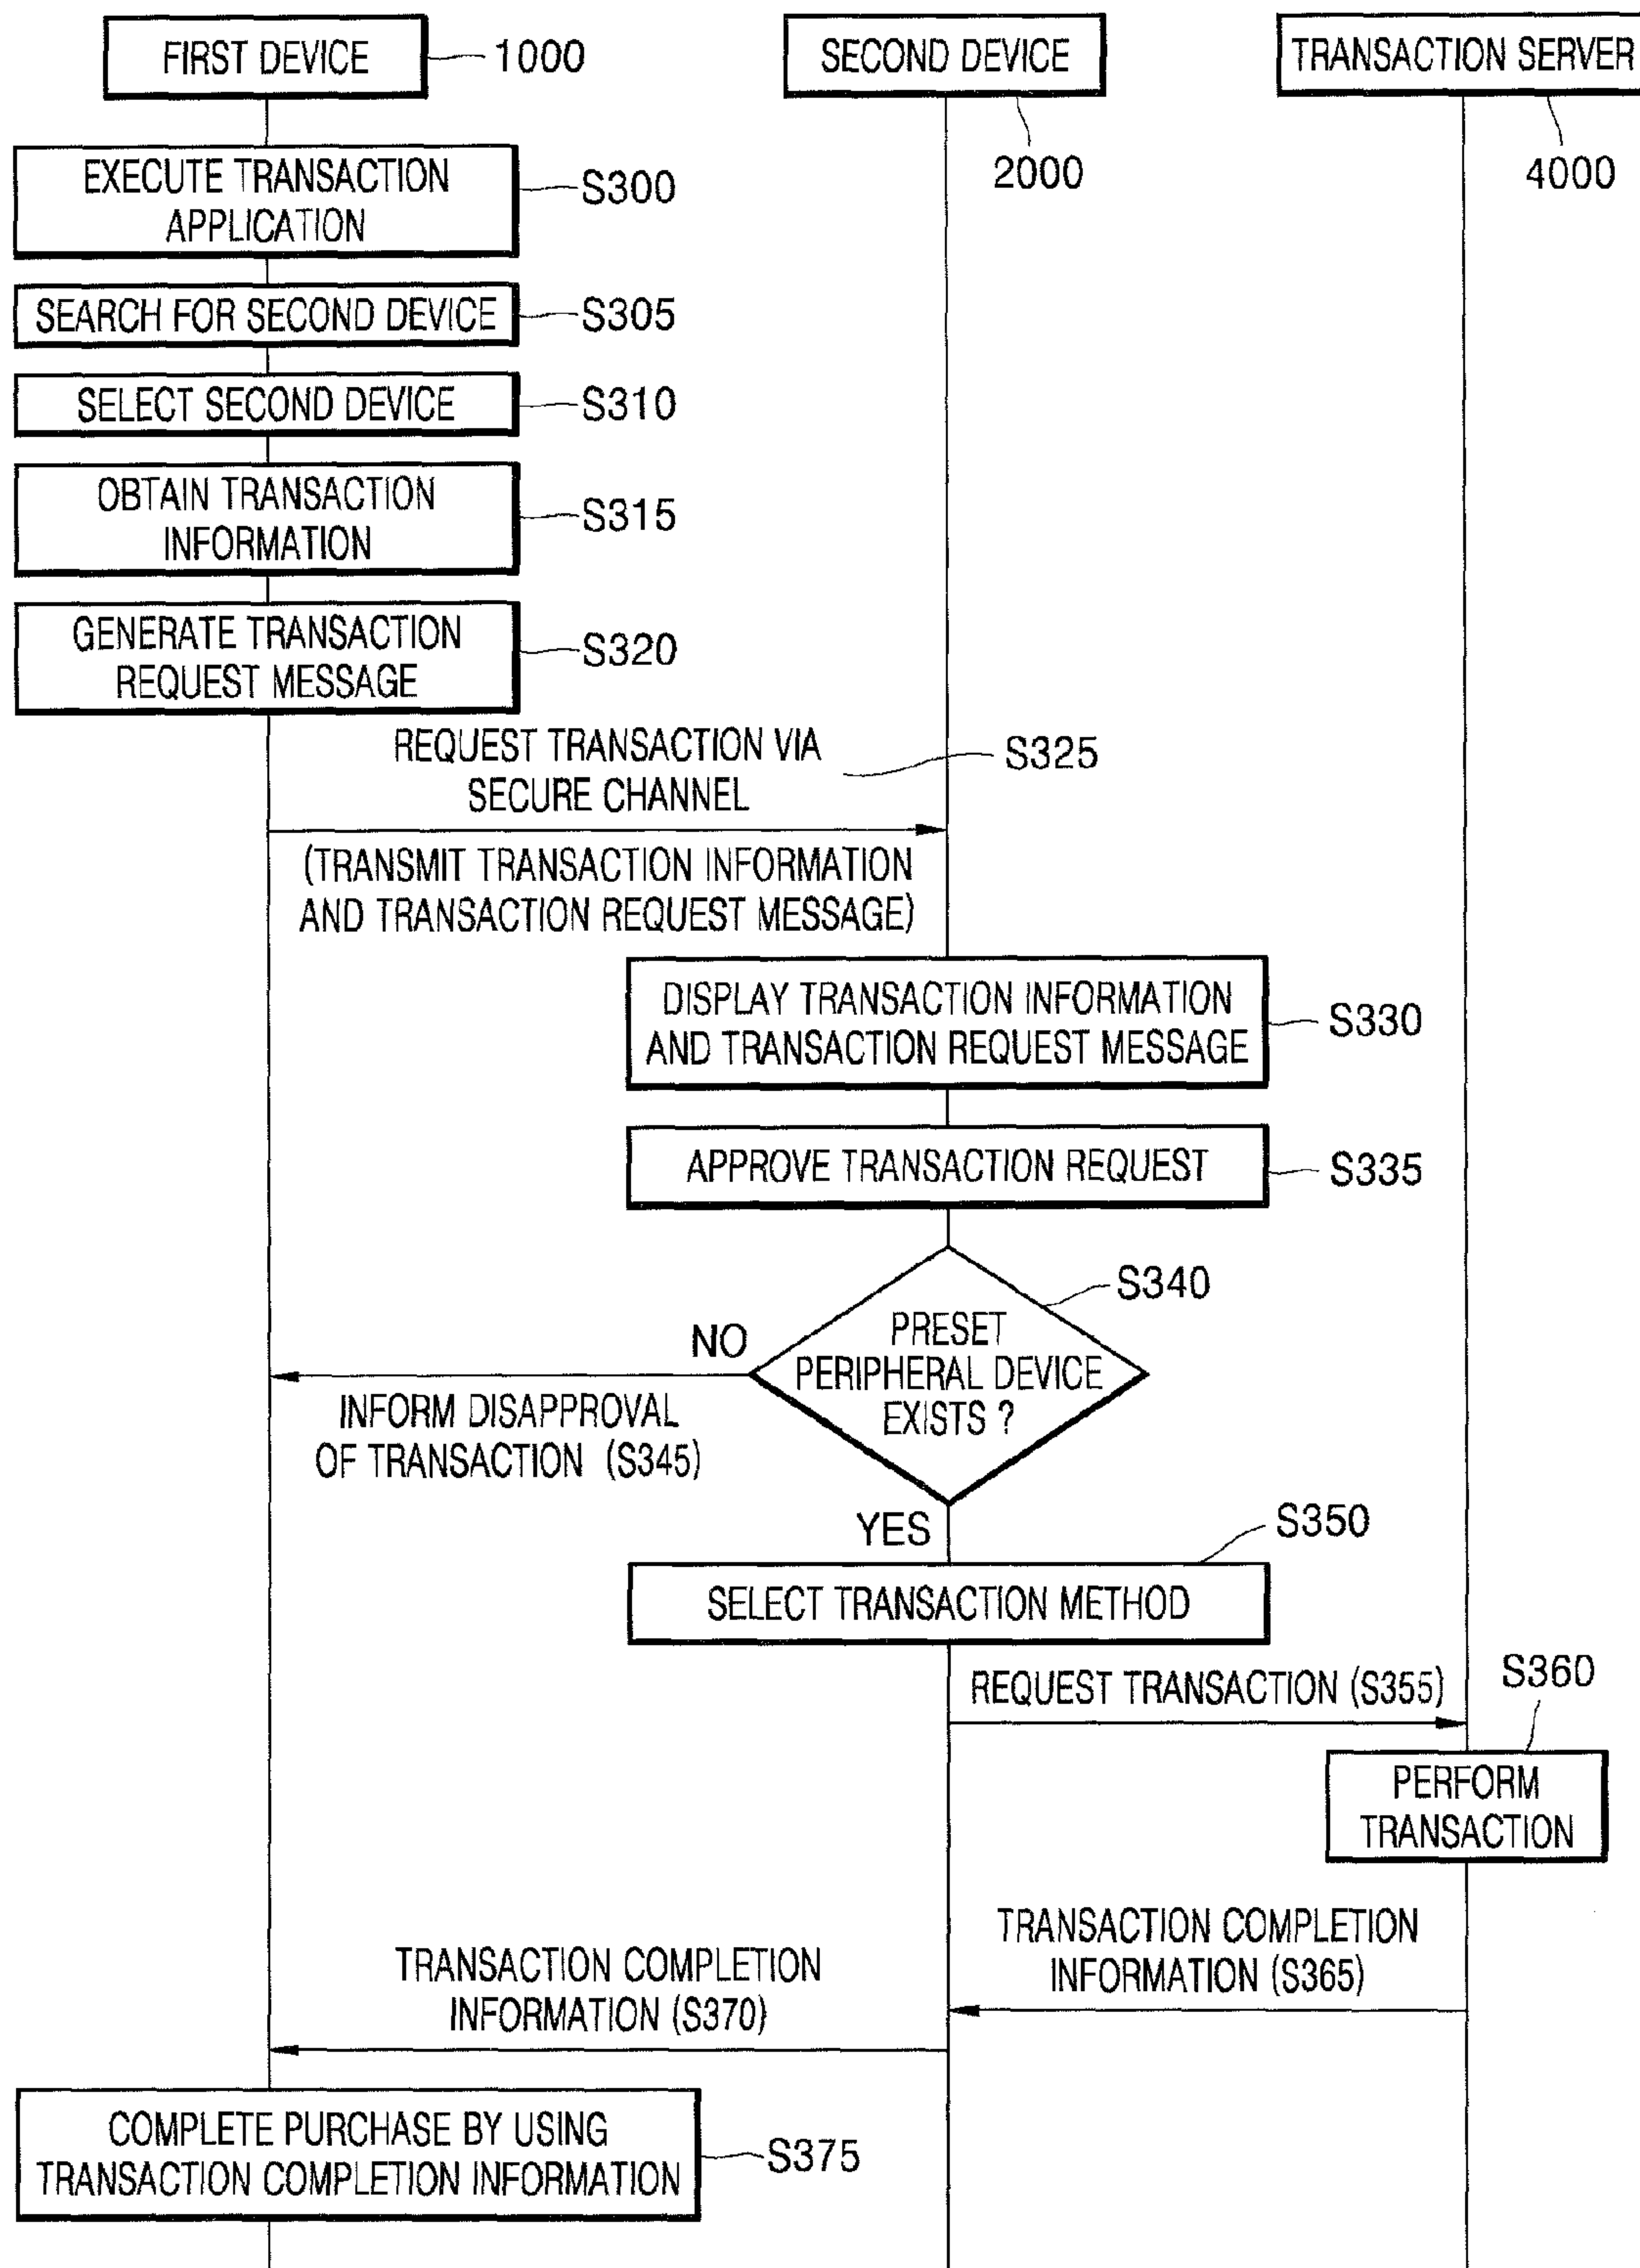 FIRST DEVICE
1000
SECOND DEVICE
2000
TRANSACTION SERVER
4000
EXECUTE TRANSACTION
APPLICATION
S300
SEARCH FOR SECOND DEVICE
S305
SELECT SECOND DEVICE
S310
OBTAIN TRANSACTION
INFORMATION
S315
GENERATE TRANSACTION
REQUEST MESSAGE
S320
REQUEST TRANSACTION VIA
SECURE CHANNEL
S325
(TRANSMIT TRANSACTION INFORMATION
AND TRANSACTION REQUEST MESSAGE)
DISPLAY TRANSACTION INFORMATION
AND TRANSACTION REQUEST MESSAGE
S330
APPROVE TRANSACTION REQUEST
S335
S340
PRESET
PERIPHERAL DEVICE
EXISTS ?
NO
INFORM DISAPPROVAL
OF TRANSACTION (S345)
YES
S350
SELECT TRANSACTION METHOD
REQUEST TRANSACTION (S355)
S360
PERFORM
TRANSACTION
TRANSACTION COMPLETION
INFORMATION (S365)
TRANSACTION COMPLETION
INFORMATION (S370)
COMPLETE PURCHASE BY USING
TRANSACTION COMPLETION INFORMATION
S375